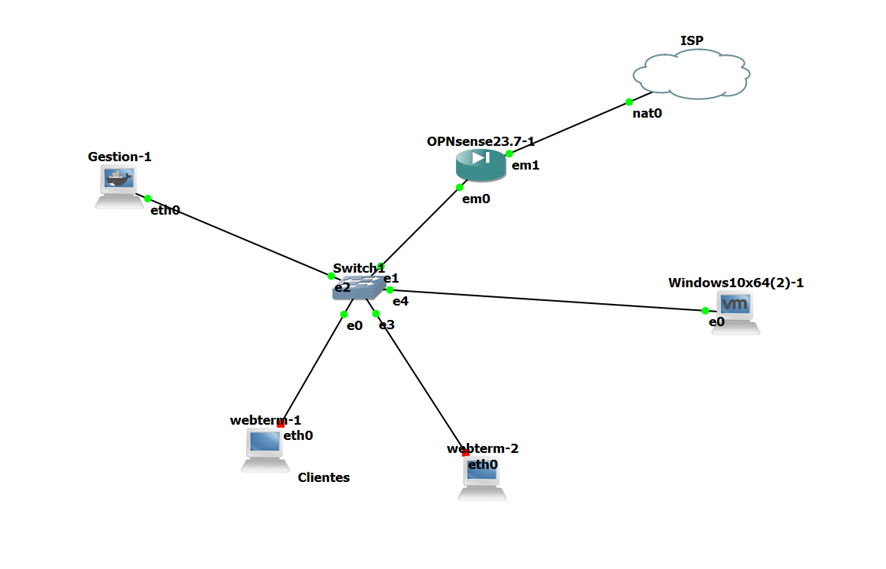 ISP
nat0
OPNsense23.7-1
em1
em0
Gestion-1
eth0
Switch1
e1
e2
e4
e0
e3
Windows10x64(2)-1
vm
e0
webterm-1
eth0
Clientes
webterm-2
eth0